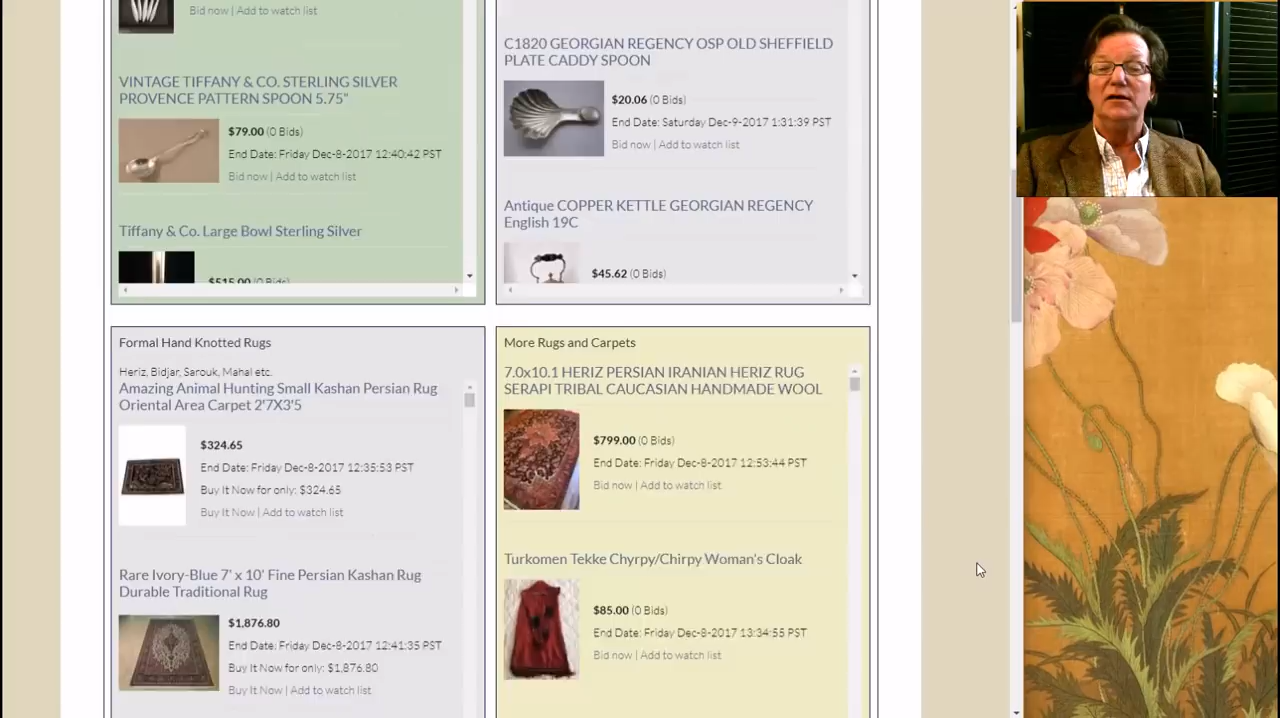 Bid now | Add to watch list
VINTAGE TIFFANY & CO. STERLING SILVER
PROVENCE PATTERN SPOON 5.75"
$79.00 (0 Bids)
End Date: Friday Dec-8-2017 12:40:42 PST
Bid now | Add to watch list
Tiffany & Co. Large Bowl Sterling Silver
$515.00 (0 Bids)
C1820 GEORGIAN REGENCY OSP OLD SHEFFIELD
PLATE CADDY SPOON
$20.06 (0 Bids)
End Date: Saturday Dec-9-2017 1:31:39 PST
Bid now | Add to watch list
Antique COPPER KETTLE GEORGIAN REGENCY
English 19C
$45.62 (0 Bids)
Formal Hand Knotted Rugs
Heriz, Bidjar, Sarouk, Mahal etc.
Amazing Animal Hunting Small Kashan Persian Rug
Oriental Area Carpet 2'7X3'5
$324.65
End Date: Friday Dec-8-2017 12:35:53 PST
Buy It Now for only: $324.65
Buy It Now | Add to watch list
Rare Ivory-Blue 7' x 10' Fine Persian Kashan Rug
Durable Traditional Rug
$1,876.80
End Date: Friday Dec-8-2017 12:41:35 PST
Buy It Now for only: $1,876.80
Buy It Now | Add to watch list
More Rugs and Carpets
7.0x10.1 HERIZ PERSIAN IRANIAN HERIZ RUG
SERAPI TRIBAL CAUCASIAN HANDMADE WOOL
$799.00 (0 Bids)
End Date: Friday Dec-8-2017 12:53:44 PST
Bid now | Add to watch list
Turkomen Tekke Chyrpy/Chirpy Woman's Cloak
$85.00 (0 Bids)
End Date: Friday Dec-8-2017 13:34:55 PST
Bid now | Add to watch list